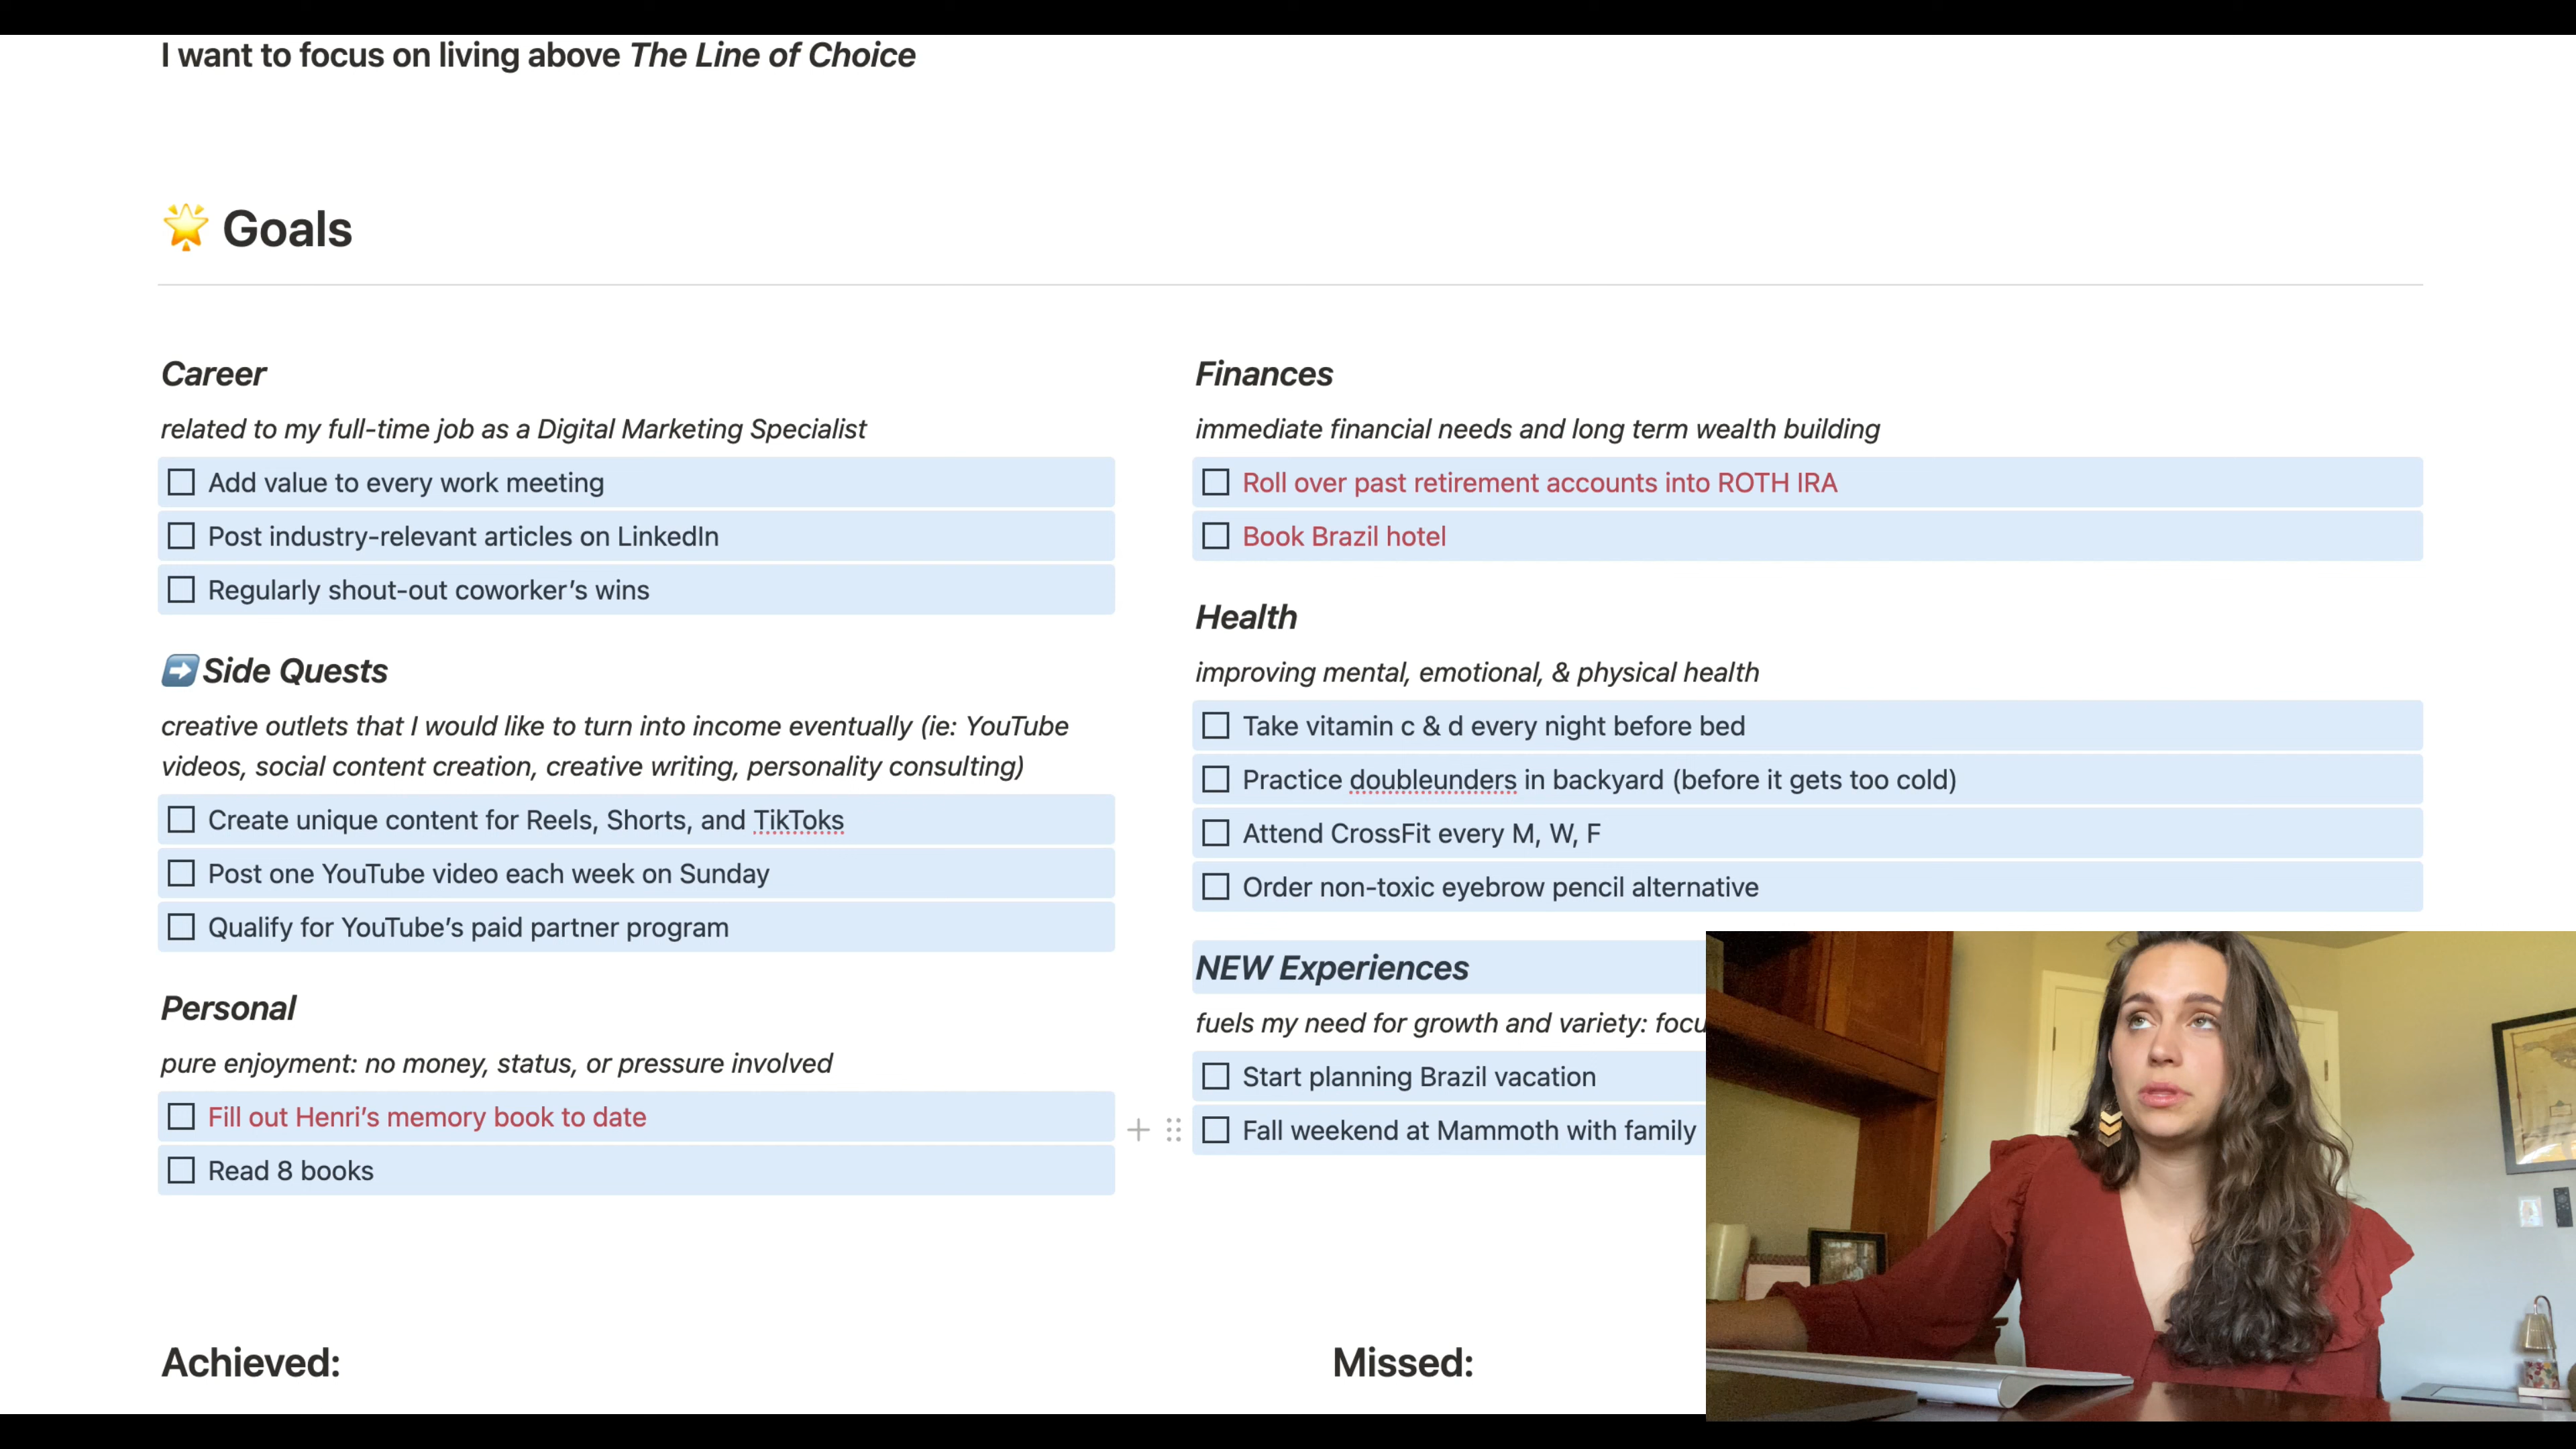 I want to focus on living above The Line of Choice
🌟 Goals
Career
related to my full-time job as a Digital Marketing Specialist
Add value to every work meeting
Post industry-relevant articles on LinkedIn
Regularly shout-out coworker’s wins
➡️Side Quests
creative outlets that I would like to turn into income eventually (ie: YouTube
videos, social content creation, creative writing, personality consulting)
Create unique content for Reels, Shorts, and TikToks
Post one YouTube video each week on Sunday
Qualify for YouTube’s paid partner program
Personal
pure enjoyment: no money, status, or pressure involved
Fill out Henri’s memory book to date
Read 8 books
Finances
immediate financial needs and long term wealth building
Roll over past retirement accounts into ROTH IRA
Book Brazil hotel
Health
improving mental, emotional, & physical health
Take vitamin c & d every night before bed
Practice doubleunders in backyard (before it gets too cold)
Attend CrossFit every M, W, F
Order non-toxic eyebrow pencil alternative
NEW Experiences
fuels my need for growth and variety: focu
Start planning Brazil vacation
Fall weekend at Mammoth with family
Achieved:
Missed: